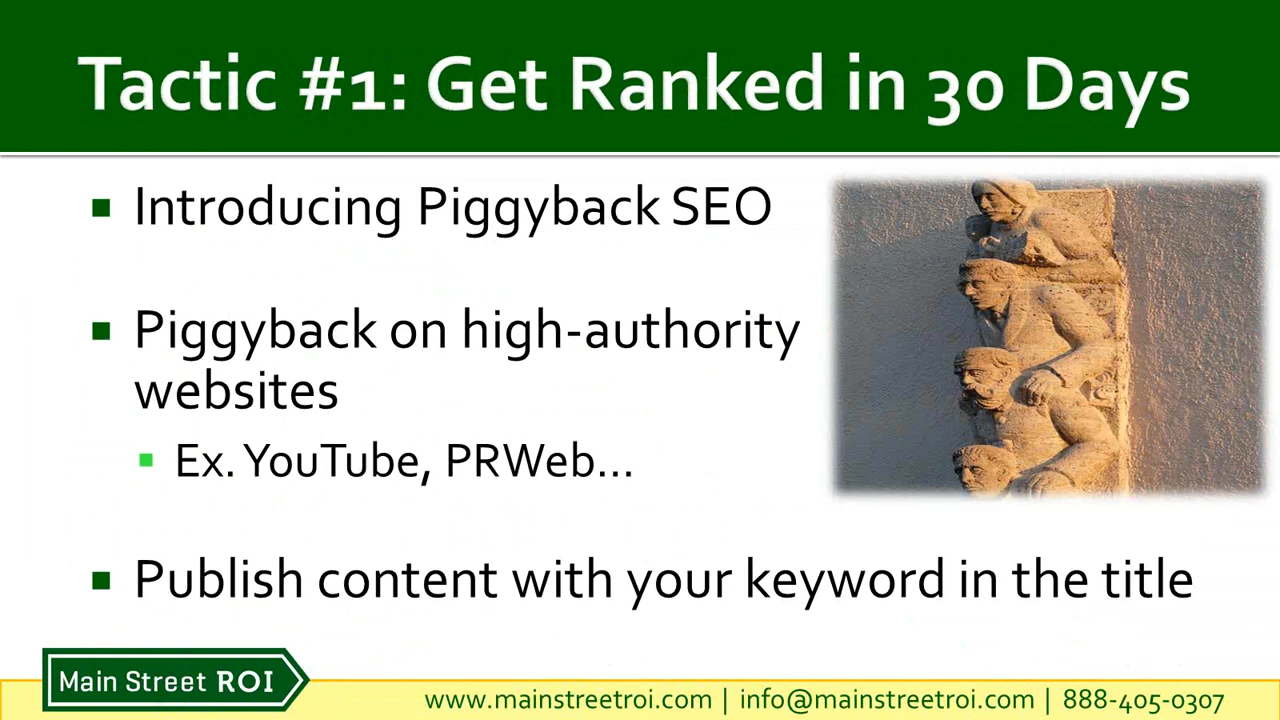 Tactic #1: Get Ranked in 30 Days
Introducing Piggyback SEO
Piggyback on high-authority
websites
Ex. YouTube, PRWeb...
Publish content with your keyword in the title
Main Street ROI
www.mainstreetroi.com | info@mainstreetroi.com | 888-405-0307